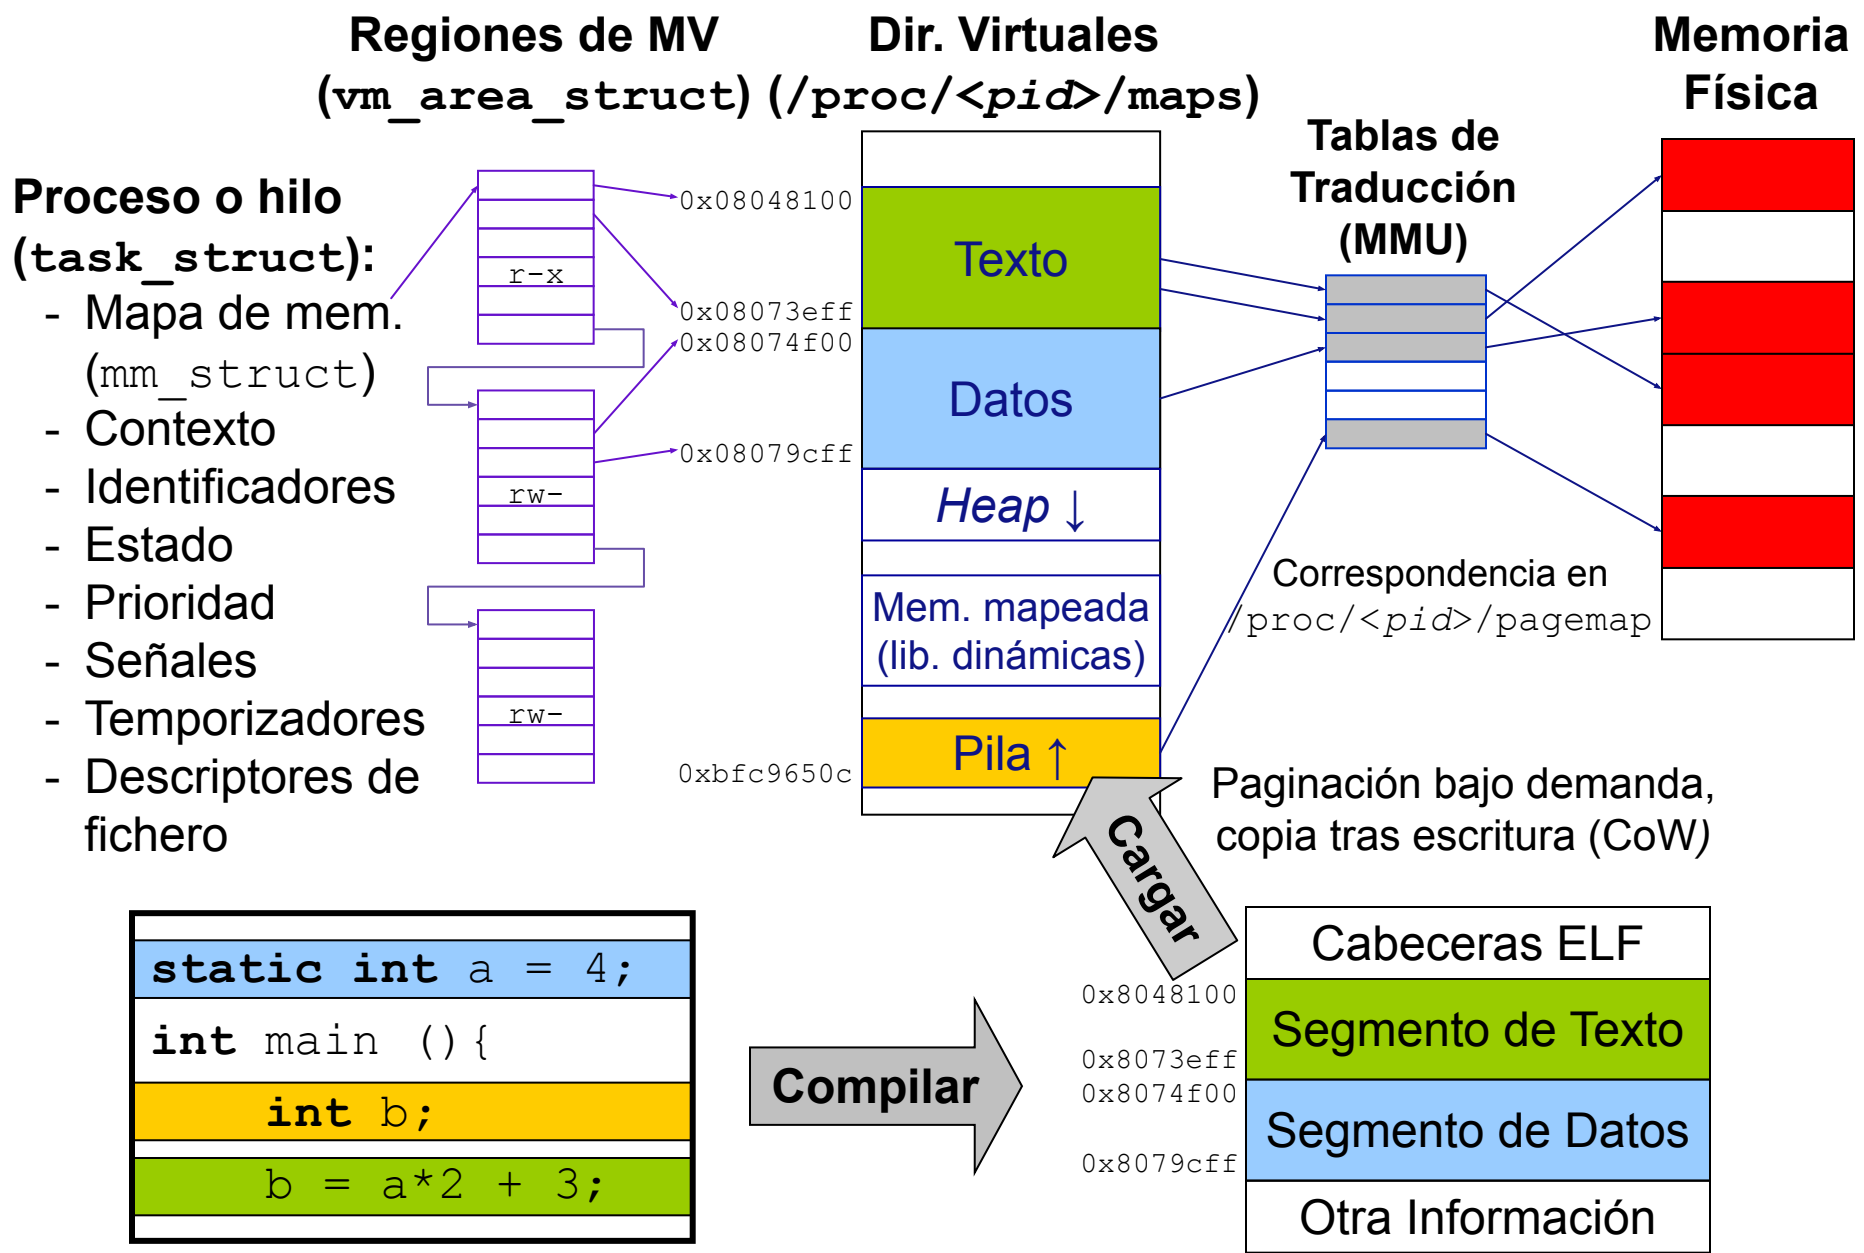 Regiones de MV
(vm_area_struct)
Dir. Virtuales
(/proc/<pid>/maps)
Memoria
Física
Tablas de
Traducción
(MMU)
Proceso o hilo
(task_struct):
- Mapa de mem.
(mm_struct)
- Contexto
- Identificadores
- Estado
- Prioridad
- Señales
- Temporizadores
- Descriptores de
fichero
r-x
rw-
rw-
0x08048100
0x08073eff
0x08074f00
0x08079cff
0xbfc9650c
Texto
Datos
Heap ↓
Mem. mapeada
(lib. dinámicas)
Pila ↑
Correspondencia en
/proc/<pid>/pagemap
Paginación bajo demanda,
copia tras escritura (CoW)
Cargar
static int a = 4;
int main (){
int b;
b = a*2 + 3;
Compilar
0x8048100
0x8073eff
0x8074f00
0x8079cff
Cabeceras ELF
Segmento de Texto
Segmento de Datos
Otra Información